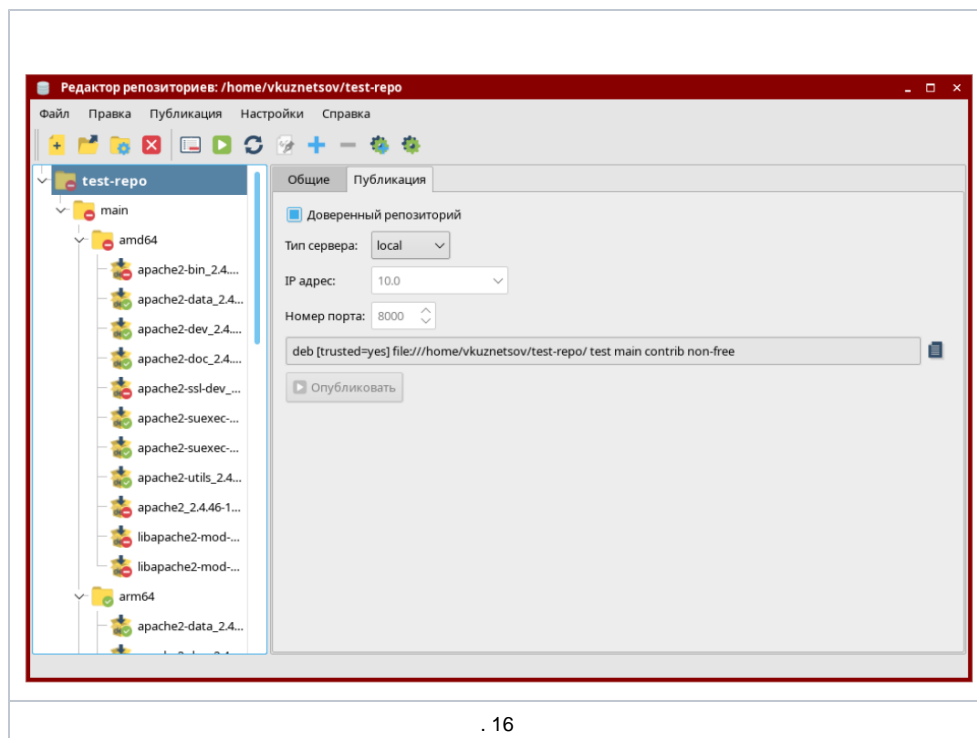 Редактор репозиториев: /home/vkuznetsov/test-repo
Файл Правка Публикация Настройки Справка
test-repo
main
amd64
apache2-bin_2.4....
apache2-data_2.4...
apache2-dev_2.4....
apache2-doc_2.4....
apache2-ssl-dev_...
apache2-suexec-...
apache2-suexec-...
apache2-utils_2.4...
apache2_2.4.46-1...
libapache2-mod-...
libapache2-mod-...
arm64
apache2-data_2.4...
Общие Публикация
Доверенный репозиторий
Тип сервера: local
IP адрес: 10.0
Номер порта: 8000
deb [trusted=yes] file:///home/vkuznetsov/test-repo/ test main contrib non-free
Опубликовать
. 16